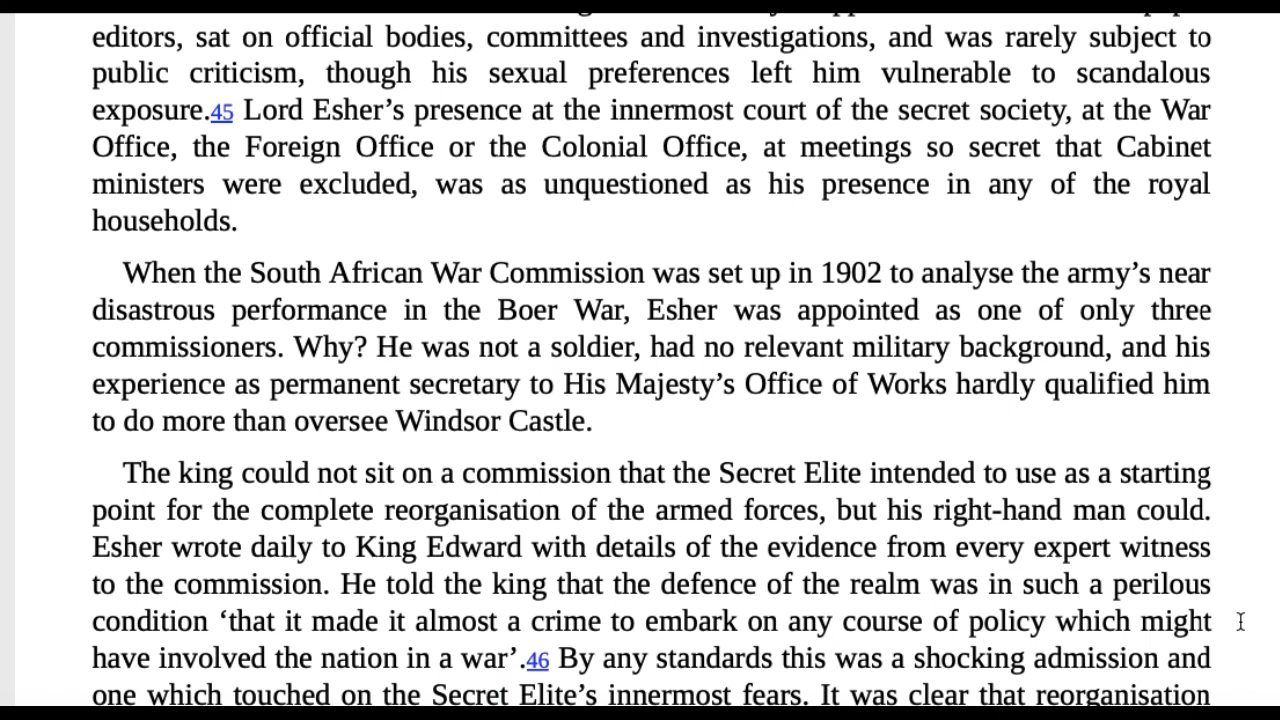 editors, sat on official bodies, committees and investigations, and was rarely subject to
public criticism, though his sexual preferences left him vulnerable to scandalous
exposure.45 Lord Esher’s presence at the innermost court of the secret society, at the War
Office, the Foreign Office or the Colonial Office, at meetings so secret that Cabinet
ministers were excluded, was as unquestioned as his presence in any of the royal
households.
When the South African War Commission was set up in 1902 to analyse the army’s near
disastrous performance in the Boer War, Esher was appointed as one of only three
commissioners. Why? He was not a soldier, had no relevant military background, and his
experience as permanent secretary to His Majesty’s Office of Works hardly qualified him
to do more than oversee Windsor Castle.
The king could not sit on a commission that the Secret Elite intended to use as a starting
point for the complete reorganisation of the armed forces, but his right-hand man could.
Esher wrote daily to King Edward with details of the evidence from every expert witness
to the commission. He told the king that the defence of the realm was in such a perilous
condition ‘that it made it almost a crime to embark on any course of policy which might
have involved the nation in a war’.46 By any standards this was a shocking admission and
one which touched on the Secret Elite’s innermost fears. It was clear that reorganisation